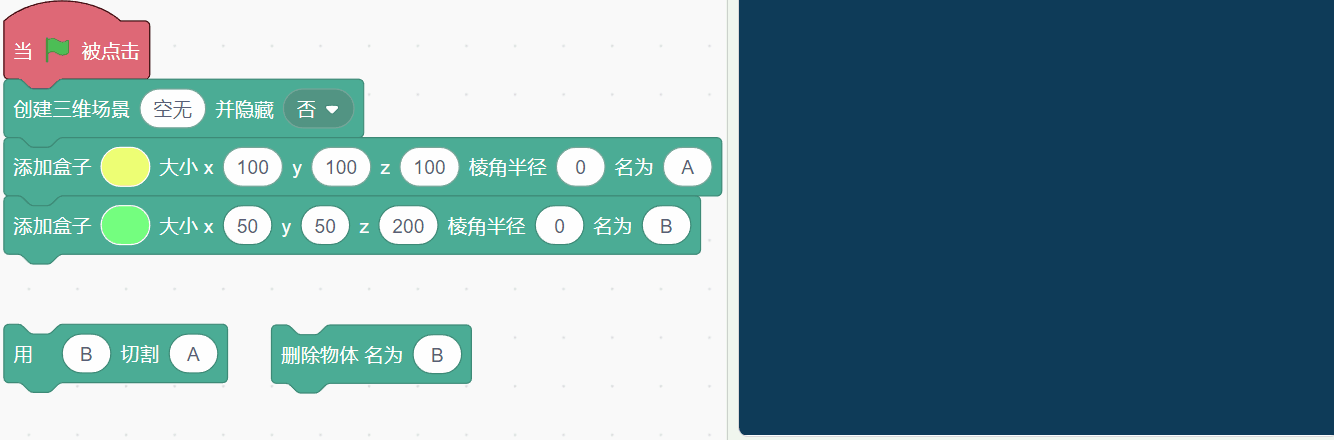 当 被点击
创建三维场景 空无 并隐藏 否
添加盒子 大小 x 100 y 100 z 100 棱角半径 0 名为 A
添加盒子 大小 x 50 y 50 z 200 棱角半径 0 名为 B
用 B 切割 A
删除物体 名为 B